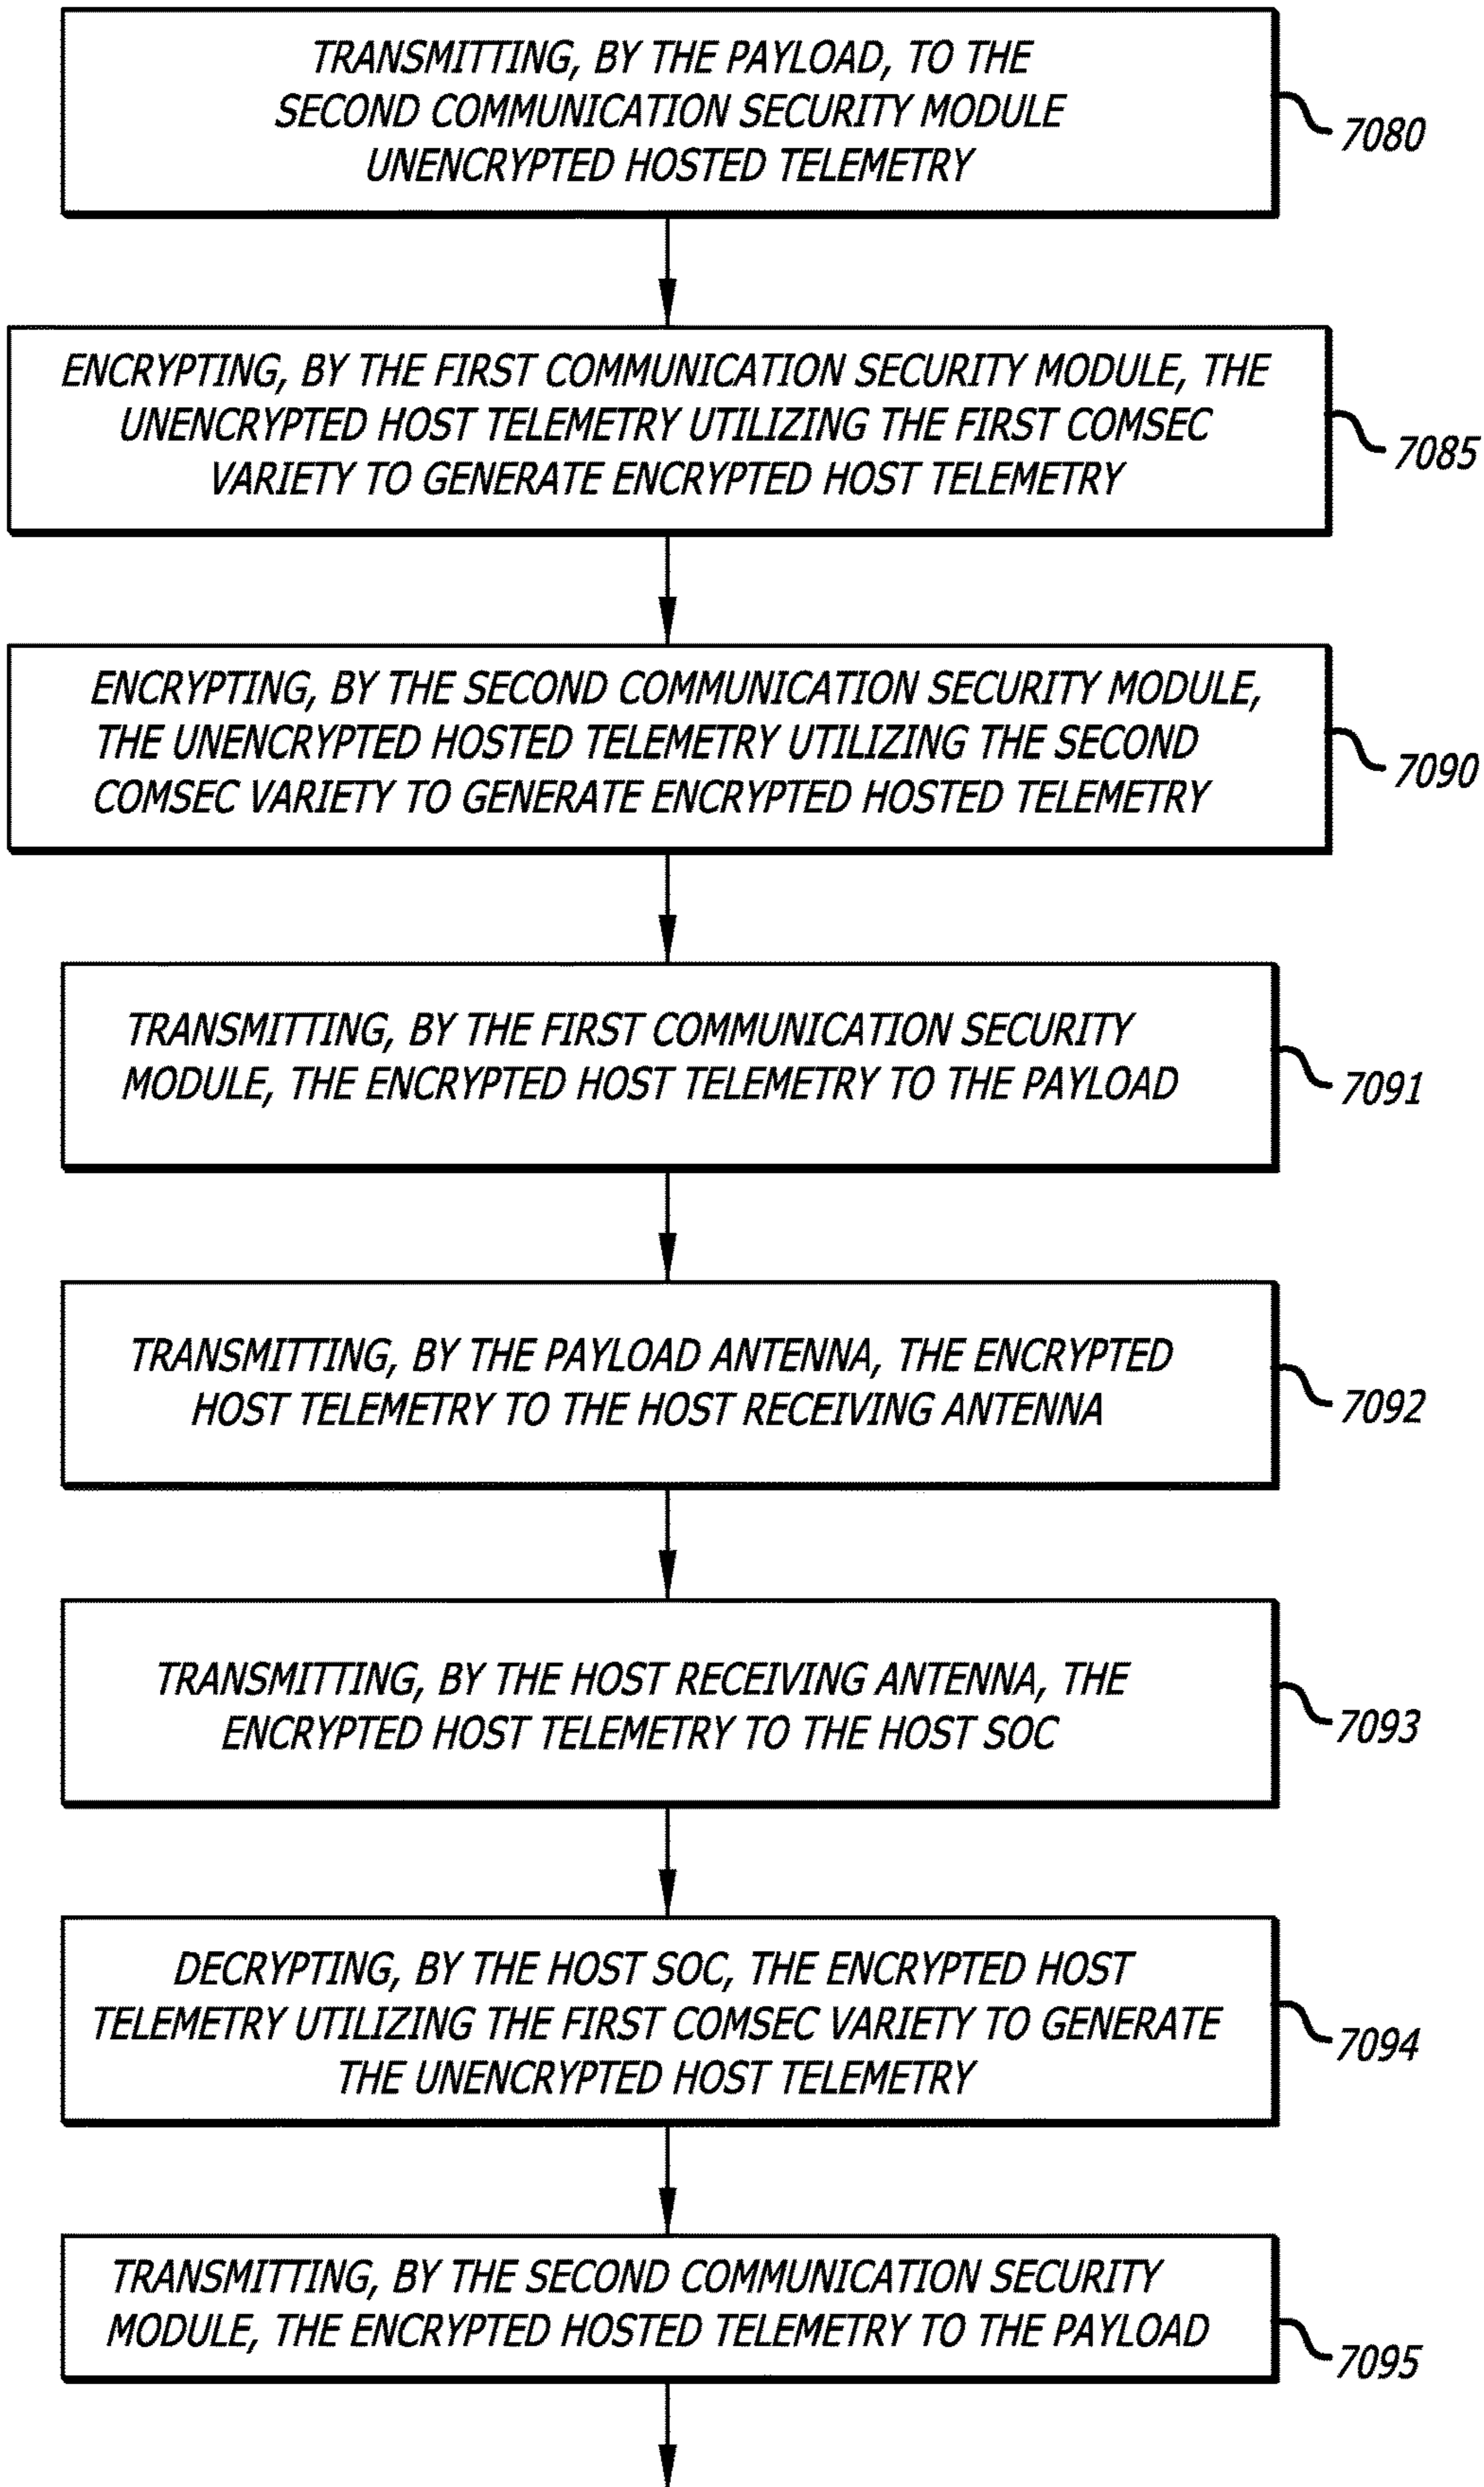 TRANSMITTING, BY THE PAYLOAD, TO THE
SECOND COMMUNICATION SECURITY MODULE
UNENCRYPTED HOSTED TELEMETRY
7080
ENCRYPTING, BY THE FIRST COMMUNICATION SECURITY MODULE, THE
UNENCRYPTED HOST TELEMETRY UTILIZING THE FIRST COMSEC
VARIETY TO GENERATE ENCRYPTED HOST TELEMETRY
7085
ENCRYPTING, BY THE SECOND COMMUNICATION SECURITY MODULE,
THE UNENCRYPTED HOSTED TELEMETRY UTILIZING THE SECOND
COMSEC VARIETY TO GENERATE ENCRYPTED HOSTED TELEMETRY
7090
TRANSMITTING, BY THE FIRST COMMUNICATION SECURITY
MODULE, THE ENCRYPTED HOST TELEMETRY TO THE PAYLOAD
7091
TRANSMITTING, BY THE PAYLOAD ANTENNA, THE ENCRYPTED
HOST TELEMETRY TO THE HOST RECEIVING ANTENNA
7092
TRANSMITTING, BY THE HOST RECEIVING ANTENNA, THE
ENCRYPTED HOST TELEMETRY TO THE HOST SOC
7093
DECRYPTING, BY THE HOST SOC, THE ENCRYPTED HOST
TELEMETRY UTILIZING THE FIRST COMSEC VARIETY TO GENERATE
THE UNENCRYPTED HOST TELEMETRY
7094
TRANSMITTING, BY THE SECOND COMMUNICATION SECURITY
MODULE, THE ENCRYPTED HOSTED TELEMETRY TO THE PAYLOAD
7095